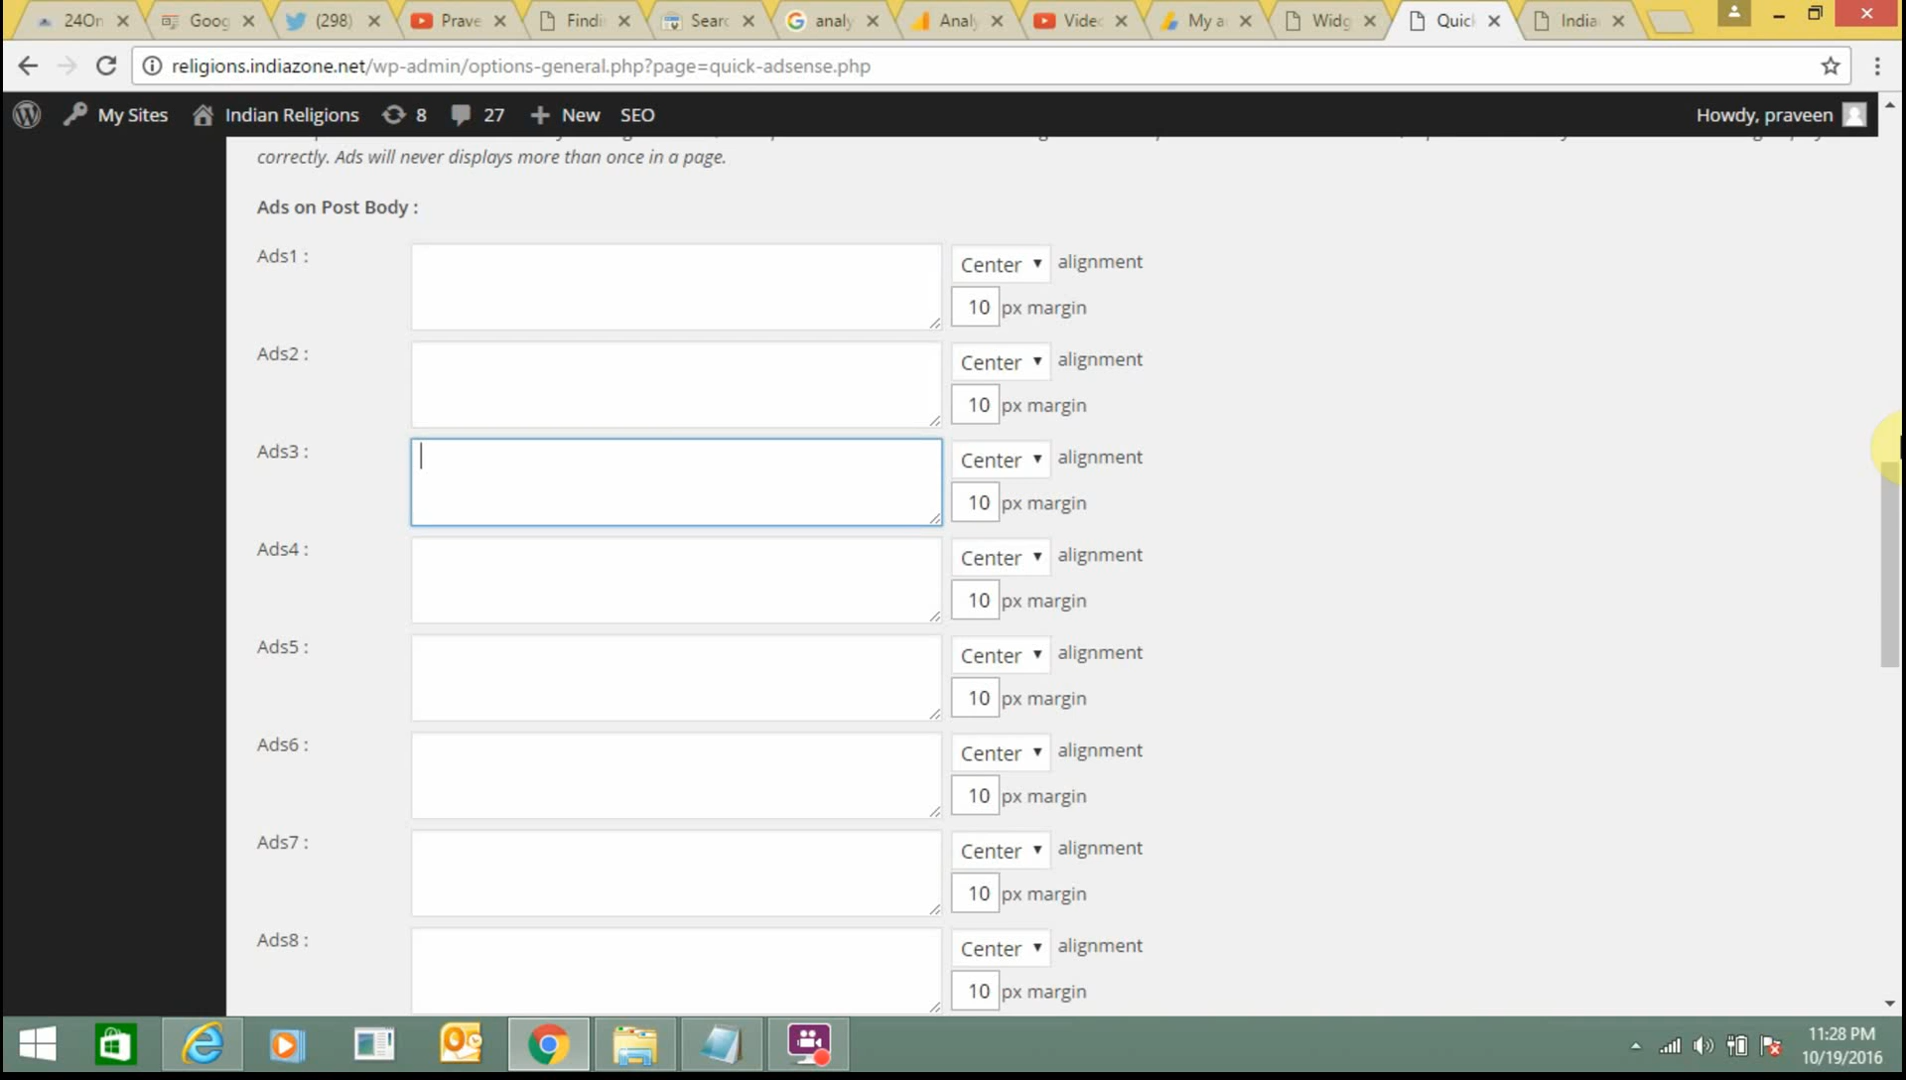 24On
Goog
(298)
Prave
Findi
Searc
analy
Analy
Videc
My a
Widg
Quic
India
religions.indiazone.net/wp-admin/options-general.php?page=quick-adsense.php
My Sites
Indian Religions
8
27
New
SEO
Howdy, praveen
correctly. Ads will never displays more than once in a page.
Ads on Post Body :
Ads1 :
Center
alignment
10 px margin
Ads2 :
Center
alignment
10 px margin
Ads3 :
Center
alignment
10 px margin
Ads4 :
Center
alignment
10 px margin
Ads5 :
Center
alignment
10 px margin
Ads6 :
Center
alignment
10 px margin
Ads7 :
Center
alignment
10 px margin
Ads8 :
Center
alignment
10 px margin
11:28 PM
10/19/2016